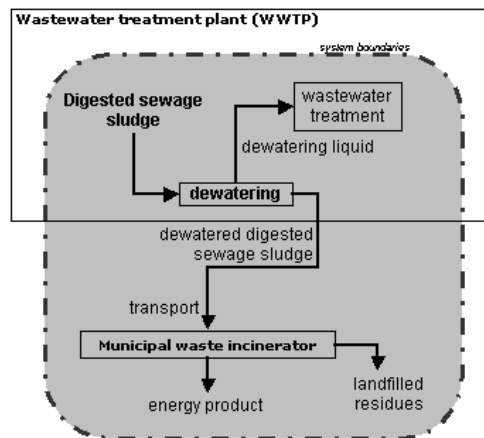 Wastewater treatment plant (WWTP)
system boundaries
Digested sewage
sludge
wastewater
treatment
dewatering liquid
dewatering
dewatered digested
sewage sludge
transport
Municipal waste incinerator
energy product
landfilled
residues